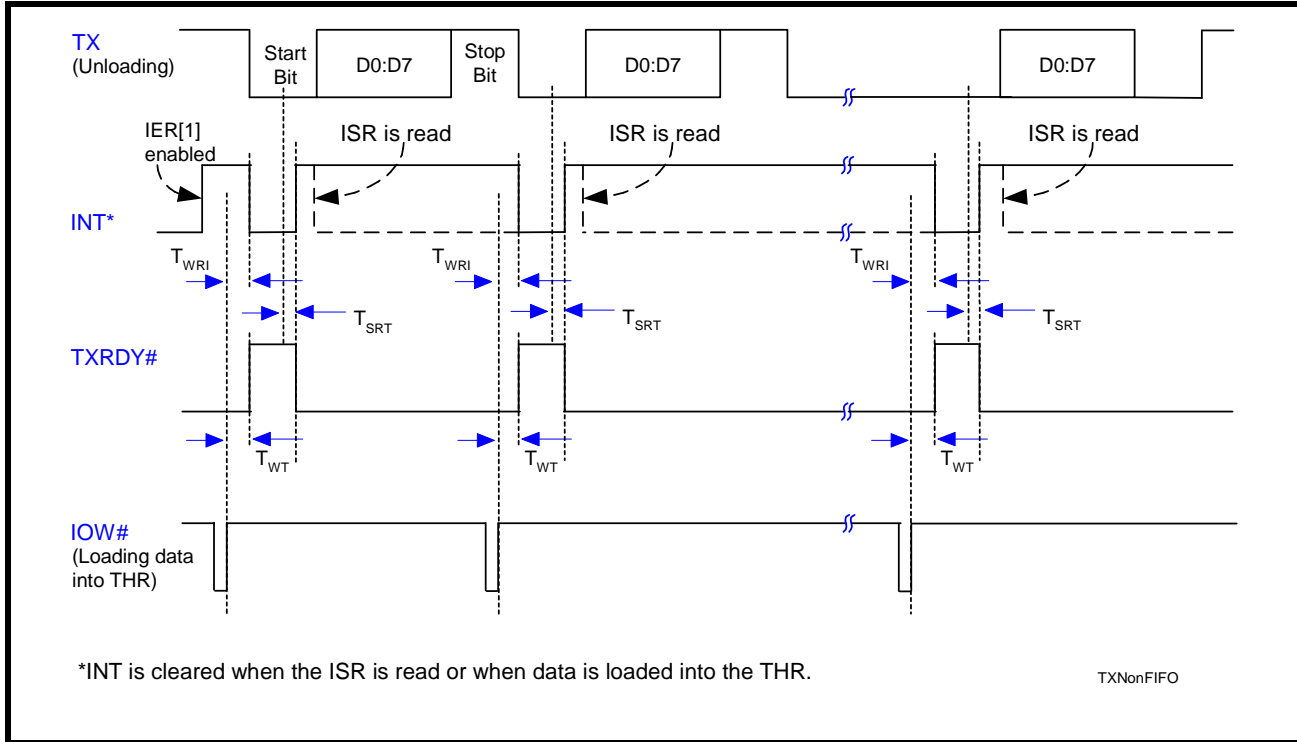 TX
(Unloading)
Start
Bit
D0:D7
Stop
Bit
D0:D7
D0:D7
IER[1]
enabled
ISR is read
ISR is read
ISR is read
INT*
TWRI
TWRI
TWRI
TSRT
TSRT
TSRT
TXRDY#
TWT
TWT
TWT
IOW#
(Loading data
into THR)
*INT is cleared when the ISR is read or when data is loaded into the THR.
TXNonFIFO